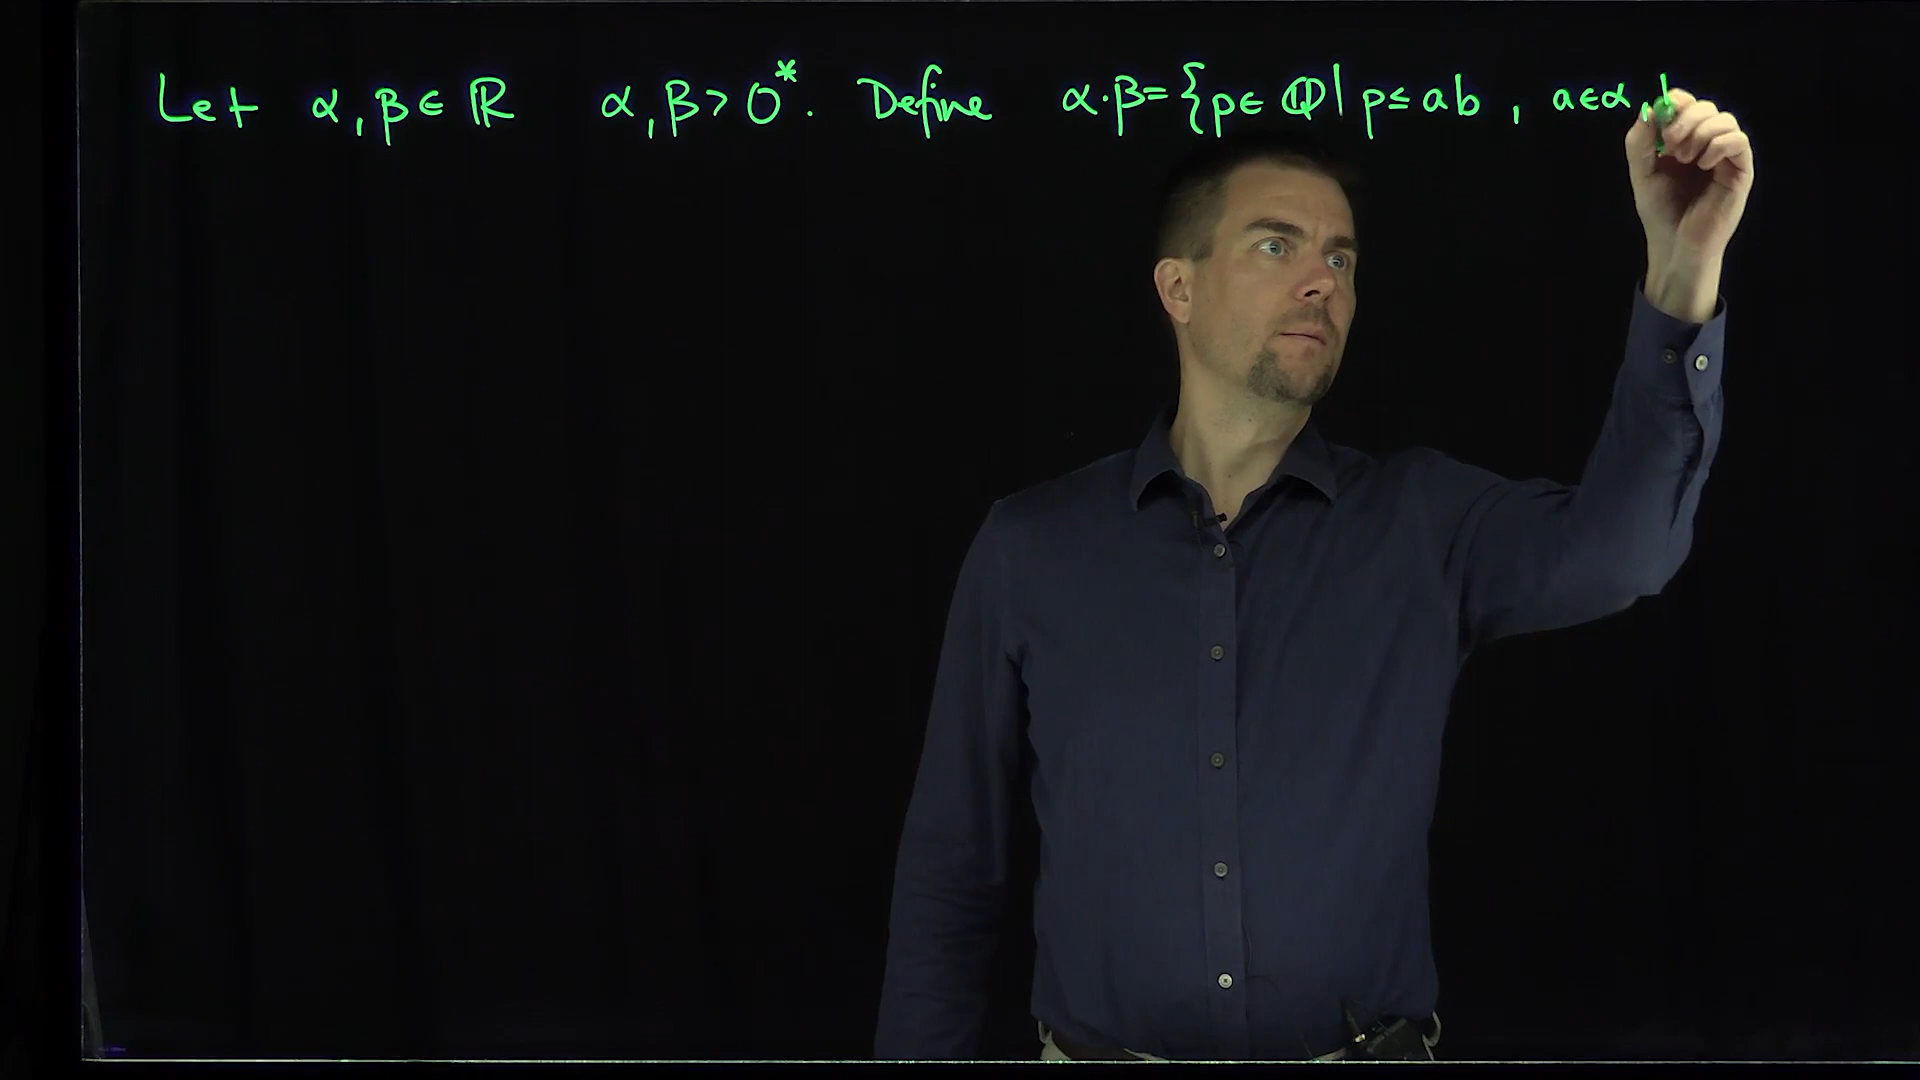 Let α, β ∈ ℝ α, β > 0*. Define α·β = {p ∈ ℚ | p ≤ ab , a ∈ α,